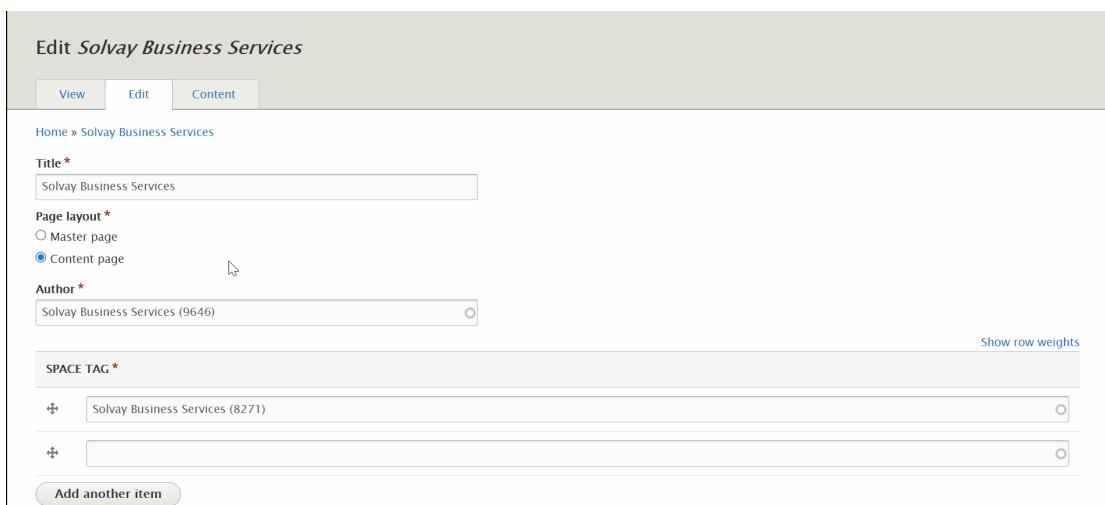 Edit Solvay Business Services
View Edit Content
Home » Solvay Business Services
Title *
Solvay Business Services
Page layout *
Master page
Content page
Author *
Solvay Business Services (9646)
Show row weights
SPACE TAG *
Solvay Business Services (8271)
Add another item